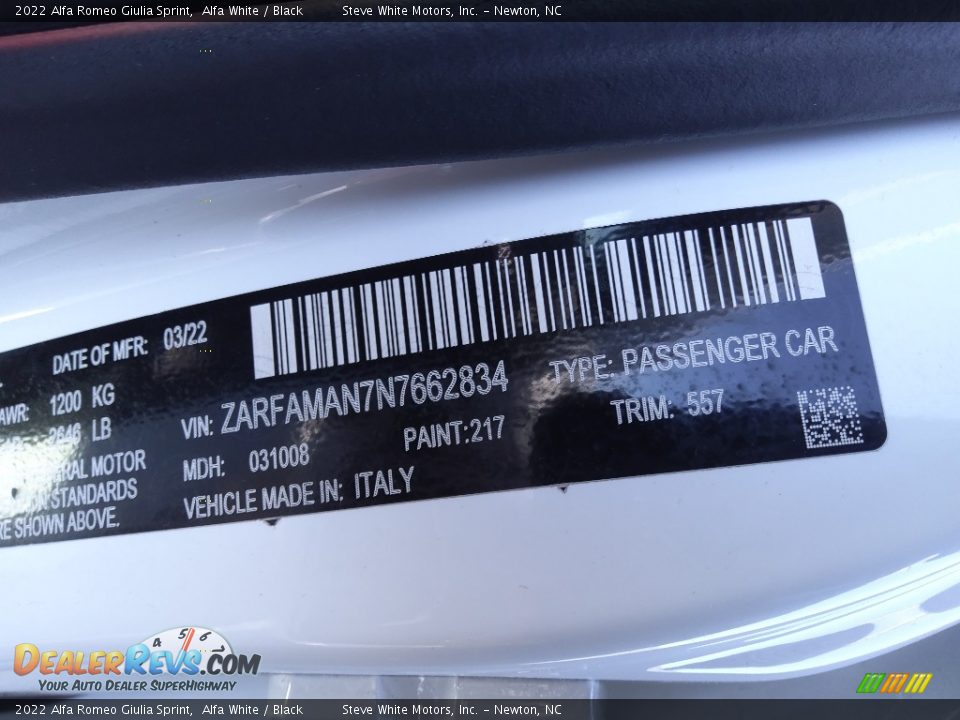 2022 Alfa Romeo Giulia Sprint, Alfa White / Black Steve White Motors, Inc. – Newton, NC
DATE OF MFR: 03/22
1200 KG
LB
MOTOR
STANDARDS
SHOWN ABOVE.
VIN: ZARFAMAN7N7662834
TYPE: PASSENGER CAR
MDH: 031008
PAINT:217
TRIM: 557
VEHICLE MADE IN: ITALY
4 5 6
DEALERREVS.COM
YOUR AUTO DEALER SUPERHIGHWAY
2022 Alfa Romeo Giulia Sprint, Alfa White / Black Steve White Motors, Inc. – Newton, NC